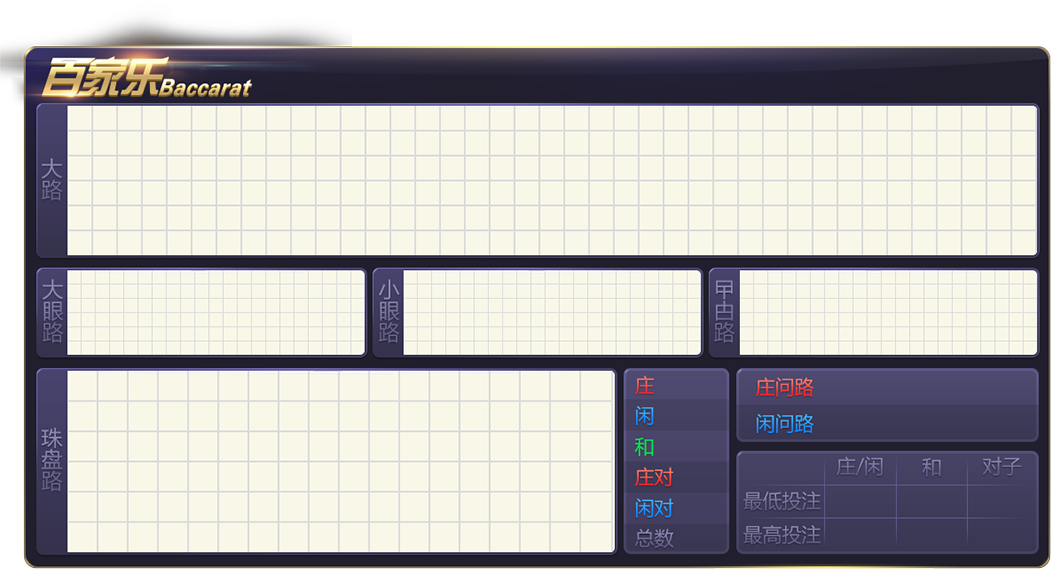 百家乐Baccarat
大路
大眼路
小眼路
曱甴路
珠盘路
庄
闲
和
庄对
闲对
总数
庄问路
闲问路
庄/闲 和 对子
最低投注
最高投注